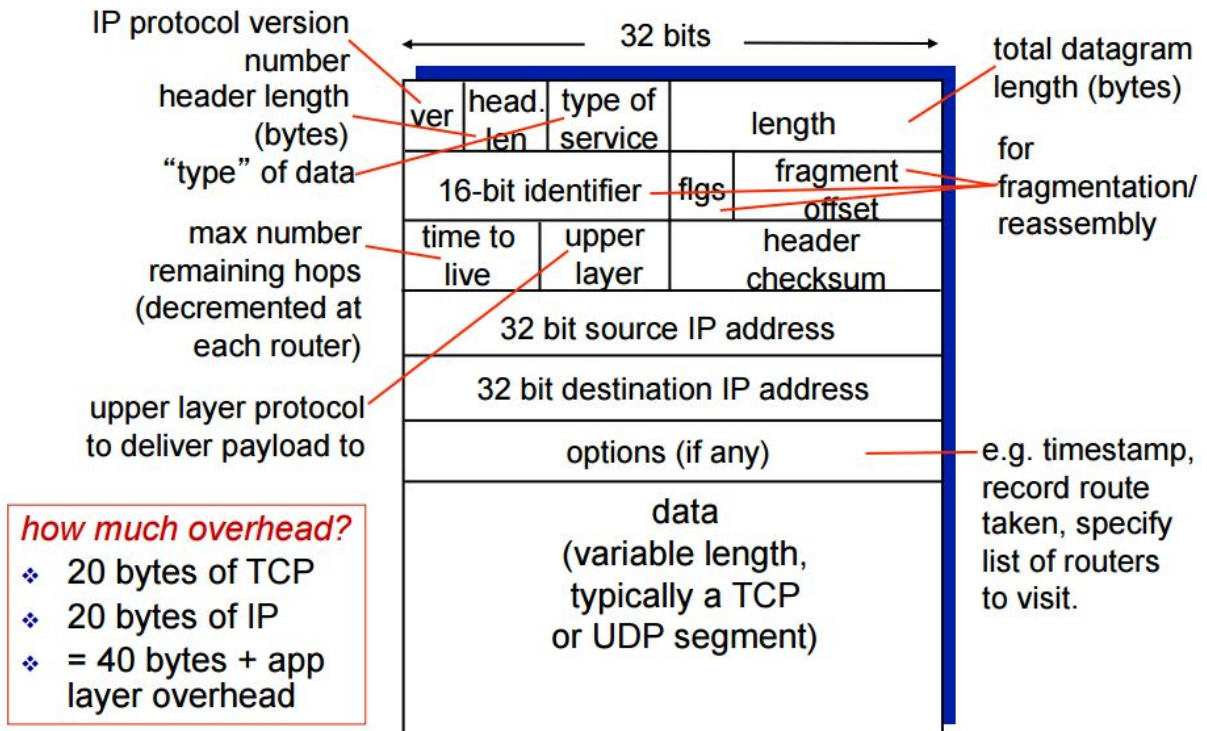 IP protocol version
number
header length
(bytes)
“type” of data
max number
remaining hops
(decremented at
each router)
upper layer protocol
to deliver payload to
how much overhead?
❖ 20 bytes of TCP
❖ 20 bytes of IP
❖ = 40 bytes + app
layer overhead
32 bits
ver
head.
len
type of
service
length
16-bit identifier
flgs
fragment
offset
time to
live
upper
layer
header
checksum
32 bit source IP address
32 bit destination IP address
options (if any)
data
(variable length,
typically a TCP
or UDP segment)
total datagram
length (bytes)
for
fragmentation/
reassembly
e.g. timestamp,
record route
taken, specify
list of routers
to visit.